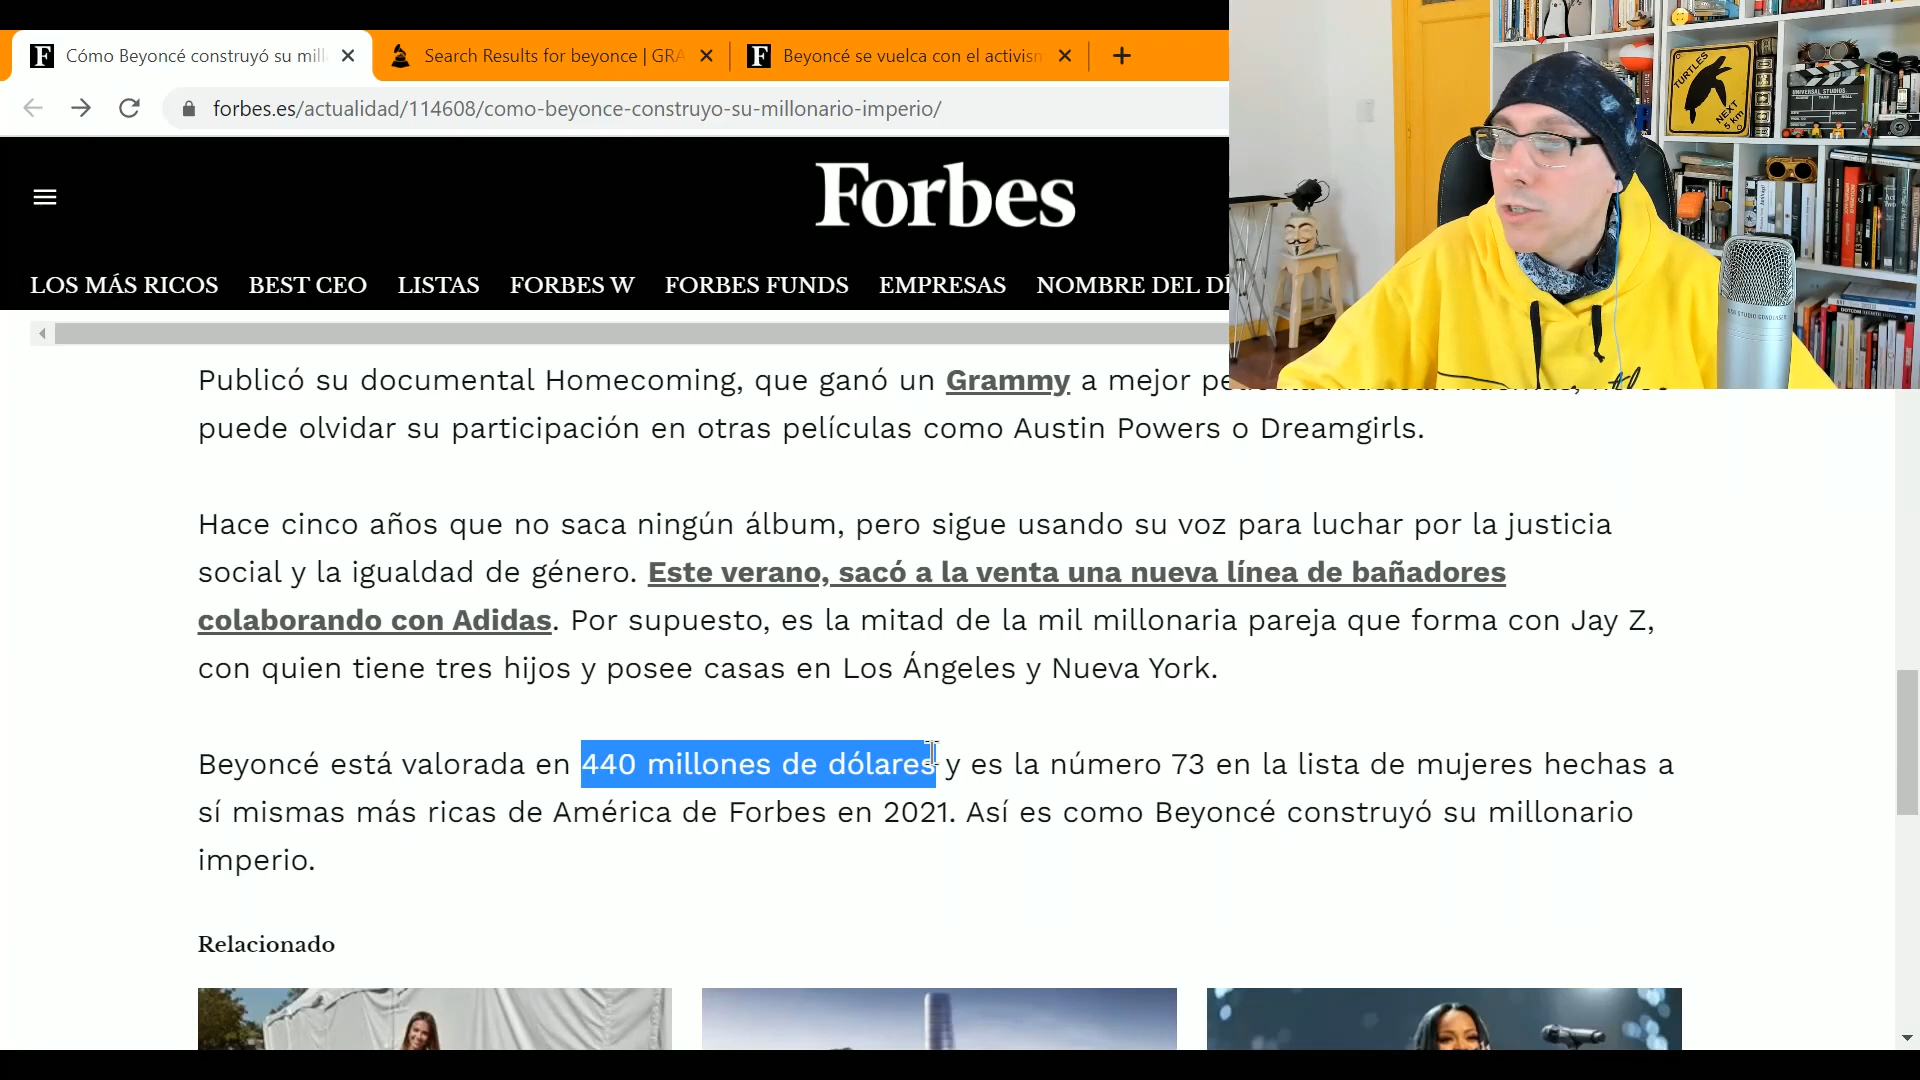 Cómo Beyoncé construyó su mill
Search Results for beyonce | GRA
Beyoncé se vuelca con el activism
forbes.es/actualidad/114608/como-beyonce-construyo-su-millonario-imperio/
Forbes
LOS MÁS RICOS BEST CEO LISTAS FORBES W FORBES FUNDS EMPRESAS NOMBRE DEL DÍ
TURTLES
NEXT
5 km
UNIVERSAL STUDIOS
Publicó su documental Homecoming, que ganó un Grammy a mejor
puede olvidar su participación en otras películas como Austin Powers o Dreamgirls.
Hace cinco años que no saca ningún álbum, pero sigue usando su voz para luchar por la justicia
social y la igualdad de género. Este verano, sacó a la venta una nueva línea de bañadores
colaborando con Adidas. Por supuesto, es la mitad de la mil millonaria pareja que forma con Jay Z,
con quien tiene tres hijos y posee casas en Los Ángeles y Nueva York.
Beyoncé está valorada en 440 millones de dólares y es la número 73 en la lista de mujeres hechas a
sí mismas más ricas de América de Forbes en 2021. Así es como Beyoncé construyó su millonario
imperio.
Relacionado